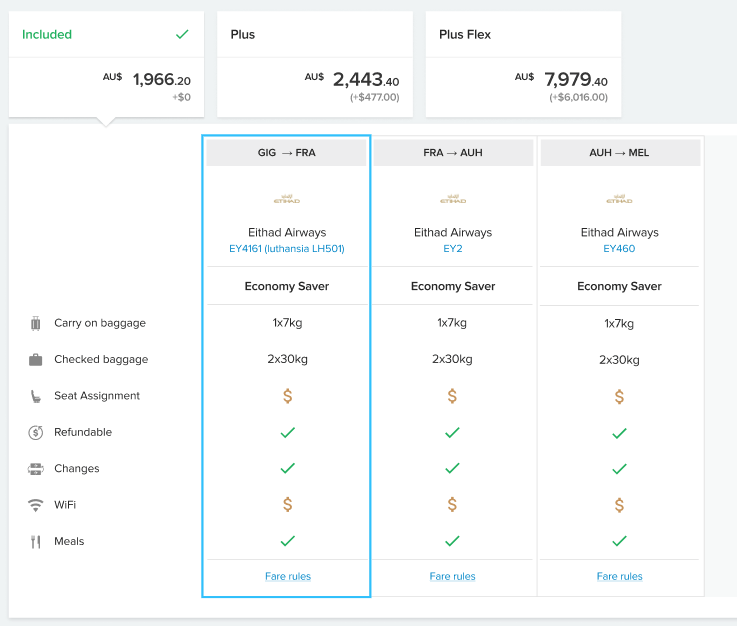 Included
Plus
Plus Flex
AU$ 1,966.20
+$0
AU$ 2,443.40
(+$477.00)
AU$ 7,979.40
(+$6,016.00)
GIG → FRA
FRA → AUH
AUH → MEL
ETIHAD
ETIHAD
ETIHAD
Eithad Airways
Eithad Airways
Eithad Airways
EY4161 (luthansia LH501)
EY2
EY460
Economy Saver
Economy Saver
Economy Saver
Carry on baggage
1x7kg
1x7kg
1x7kg
Checked baggage
2x30kg
2x30kg
2x30kg
Seat Assignment
$
$
$
Refundable
Changes
WiFi
$
$
$
Meals
Fare rules
Fare rules
Fare rules